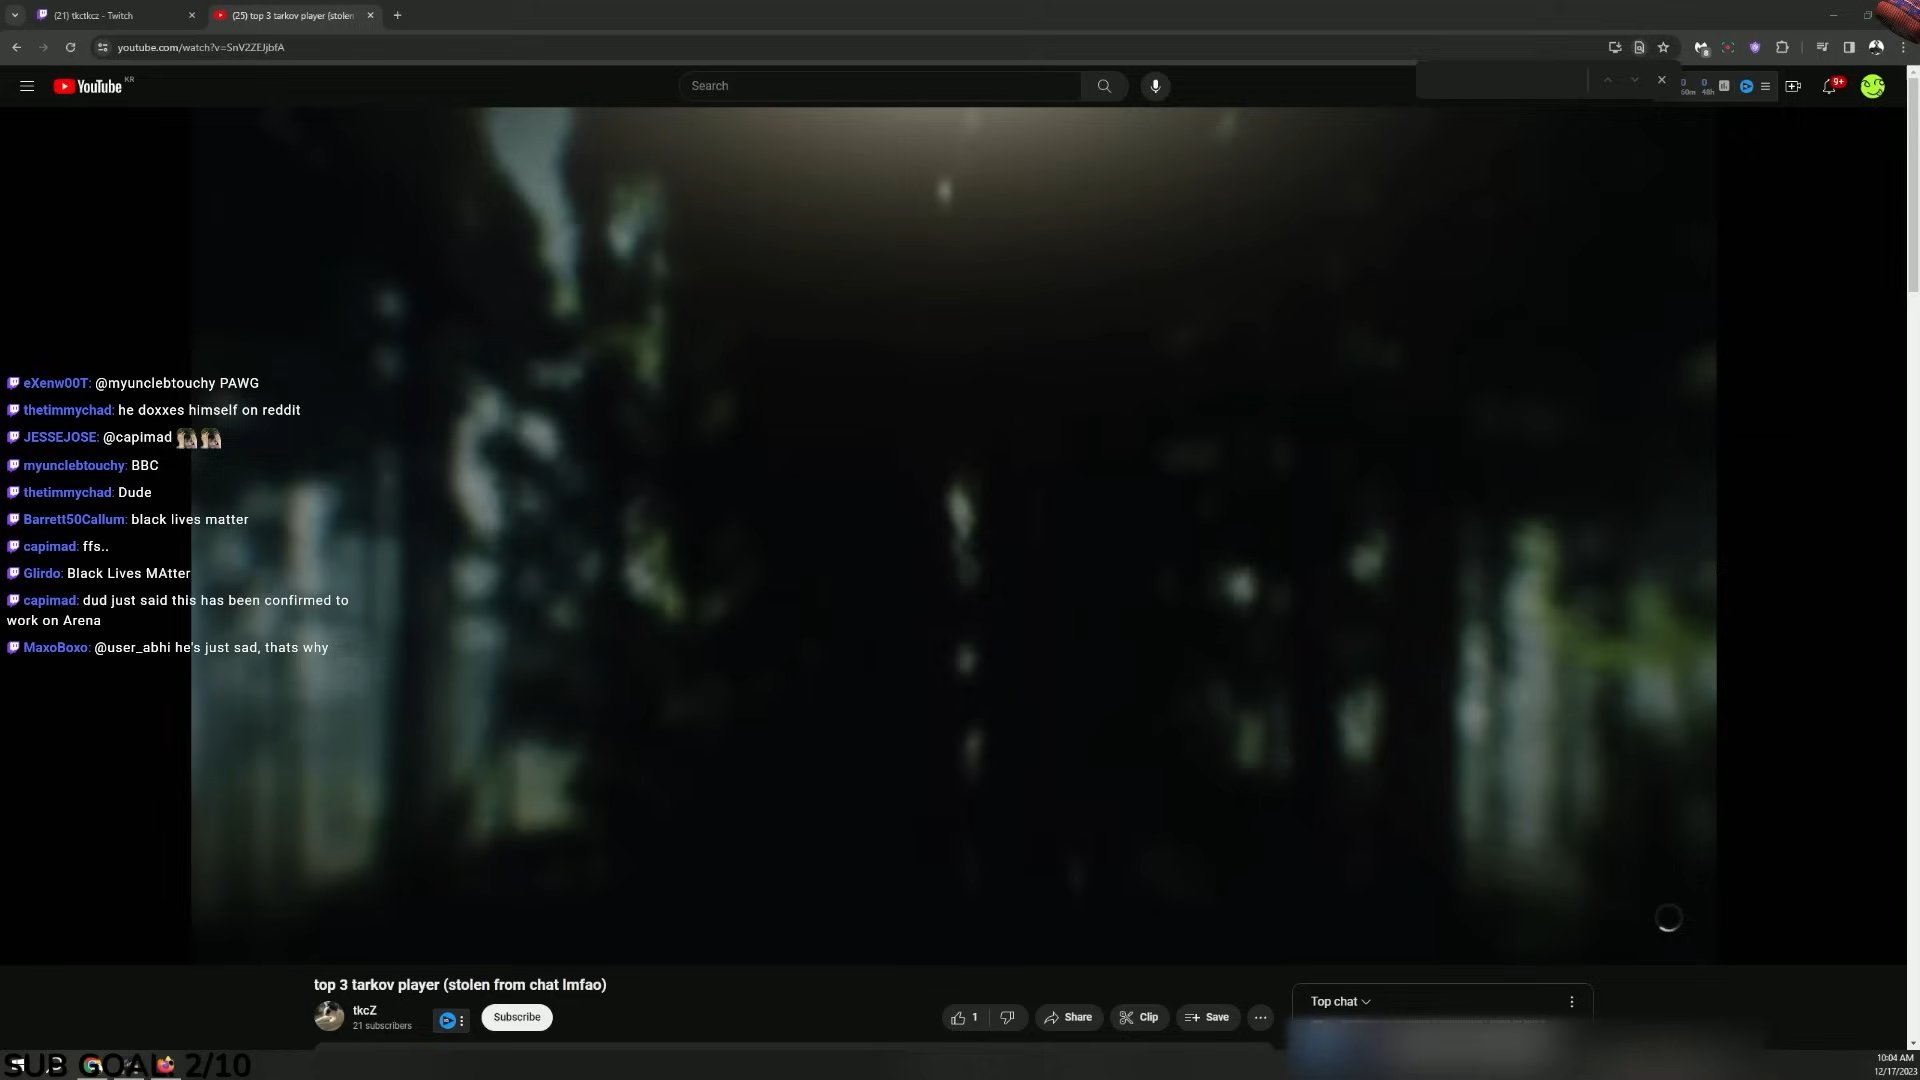 (21) tkctkcz - Twitch
(25) top 3 tarkov player (stolen
youtube.com/watch?v=SnV2ZEJjbfA
YouTube KR
Search
9+
eXenw00T: @myunclebtouchy PAWG
thetimmychad: he doxxes himself on reddit
JESSEJOSE: @capimad
myunclebtouchy: BBC
thetimmychad: Dude
Barrett50Callum: black lives matter
capimad: ffs..
Glirdo: Black Lives MAtter
capimad: dud just said this has been confirmed to
work on Arena
MaxoBoxo: @user_abhi he's just sad, thats why
top 3 tarkov player (stolen from chat lmfao)
tkcZ
21 subscribers
Subscribe
1
Share
Clip
Save
Top chat
SUB GOAL: 2/10
10:04 AM
12/17/2023